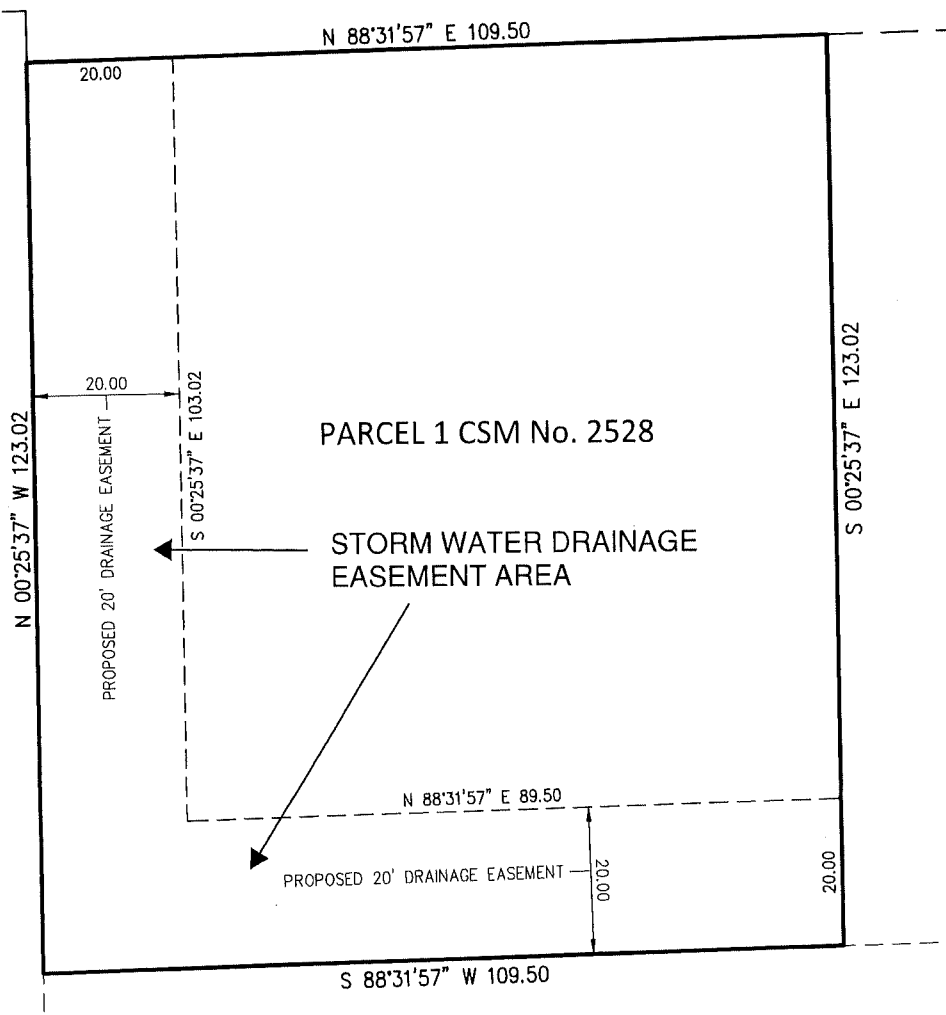 N 88°31'57" E 109.50
20.00
20.00
N 00°25'37" W 123.02
PROPOSED 20' DRAINAGE EASEMENT
S 00°25'37" E 103.02
PARCEL 1 CSM No. 2528
S 00°25'37" E 123.02
STORM WATER DRAINAGE
EASEMENT AREA
N 88°31'57" E 89.50
PROPOSED 20' DRAINAGE EASEMENT
20.00
20.00
S 88°31'57" W 109.50